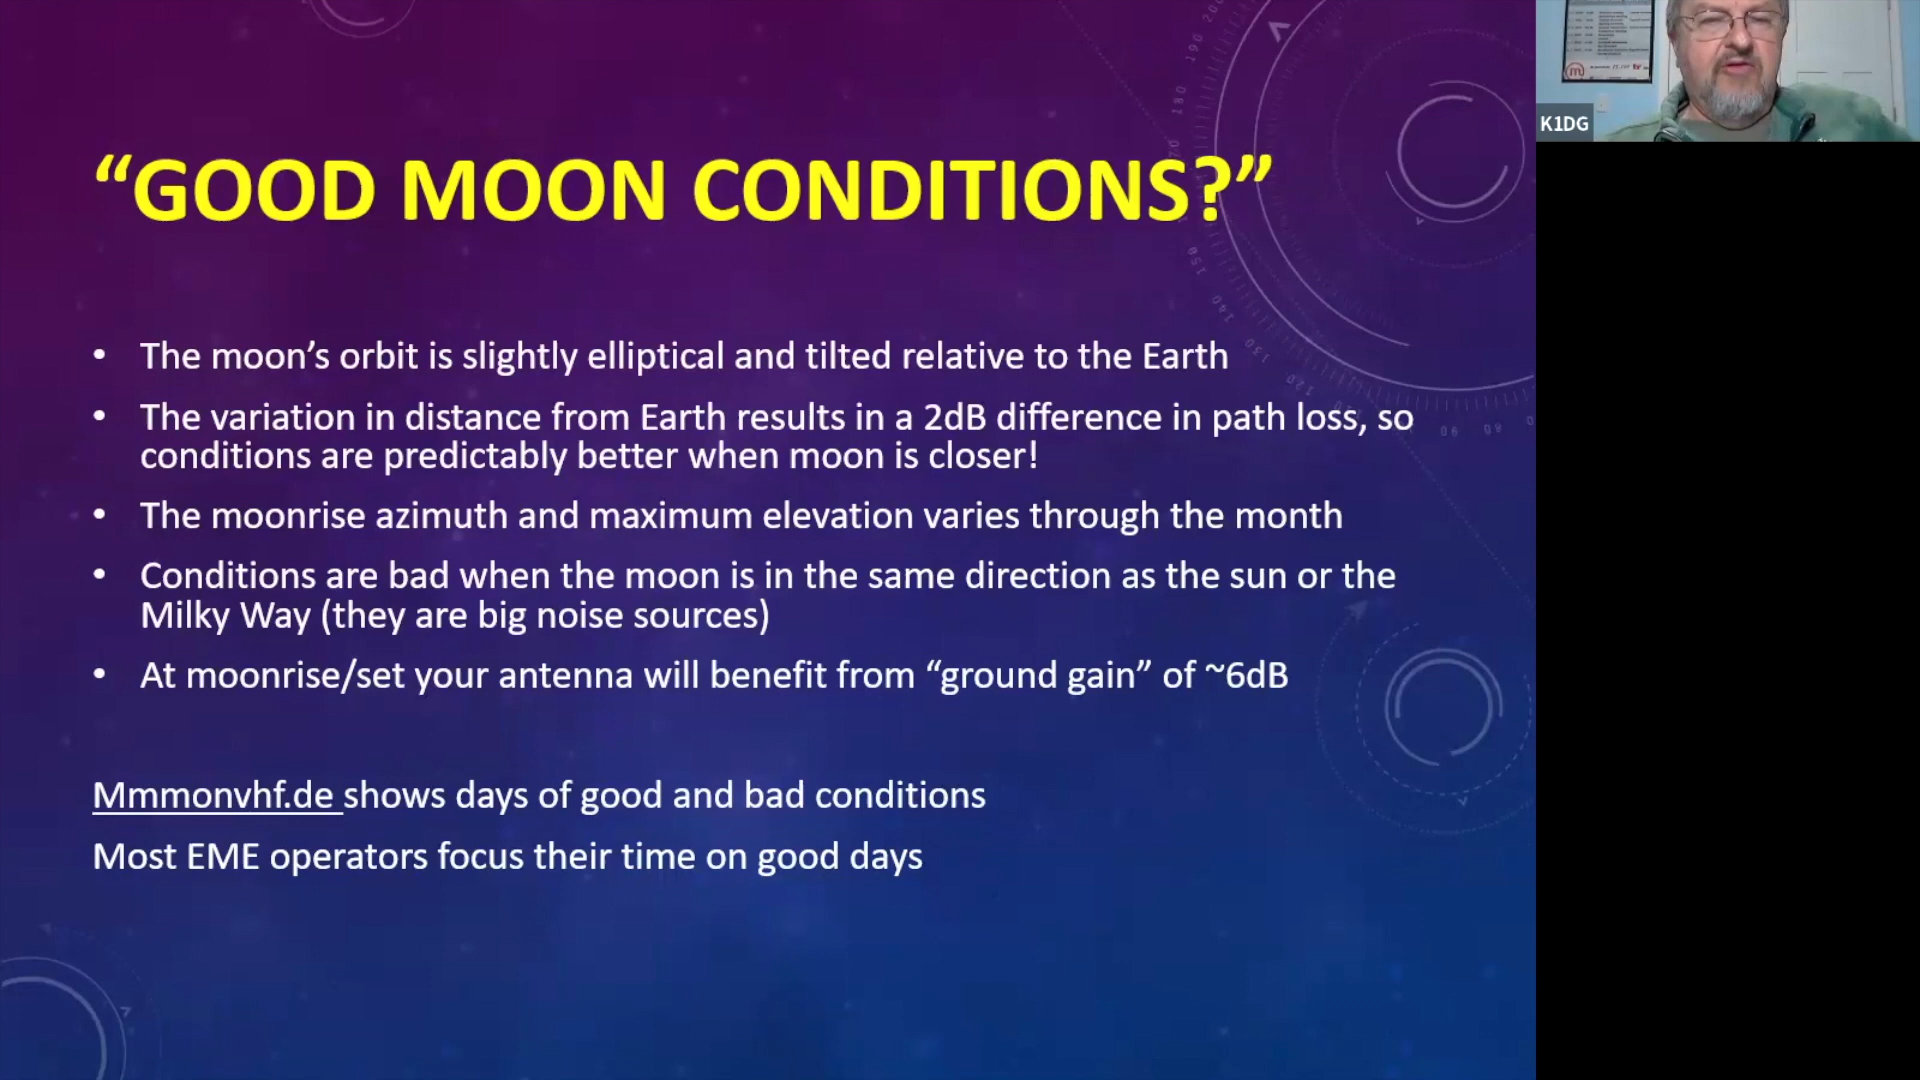 “GOOD MOON CONDITIONS?”
• The moon’s orbit is slightly elliptical and tilted relative to the Earth
• The variation in distance from Earth results in a 2dB difference in path loss, so
conditions are predictably better when moon is closer!
• The moonrise azimuth and maximum elevation varies through the month
• Conditions are bad when the moon is in the same direction as the sun or the
Milky Way (they are big noise sources)
• At moonrise/set your antenna will benefit from “ground gain” of ~6dB
Mmmonvhf.de shows days of good and bad conditions
Most EME operators focus their time on good days
K1DG